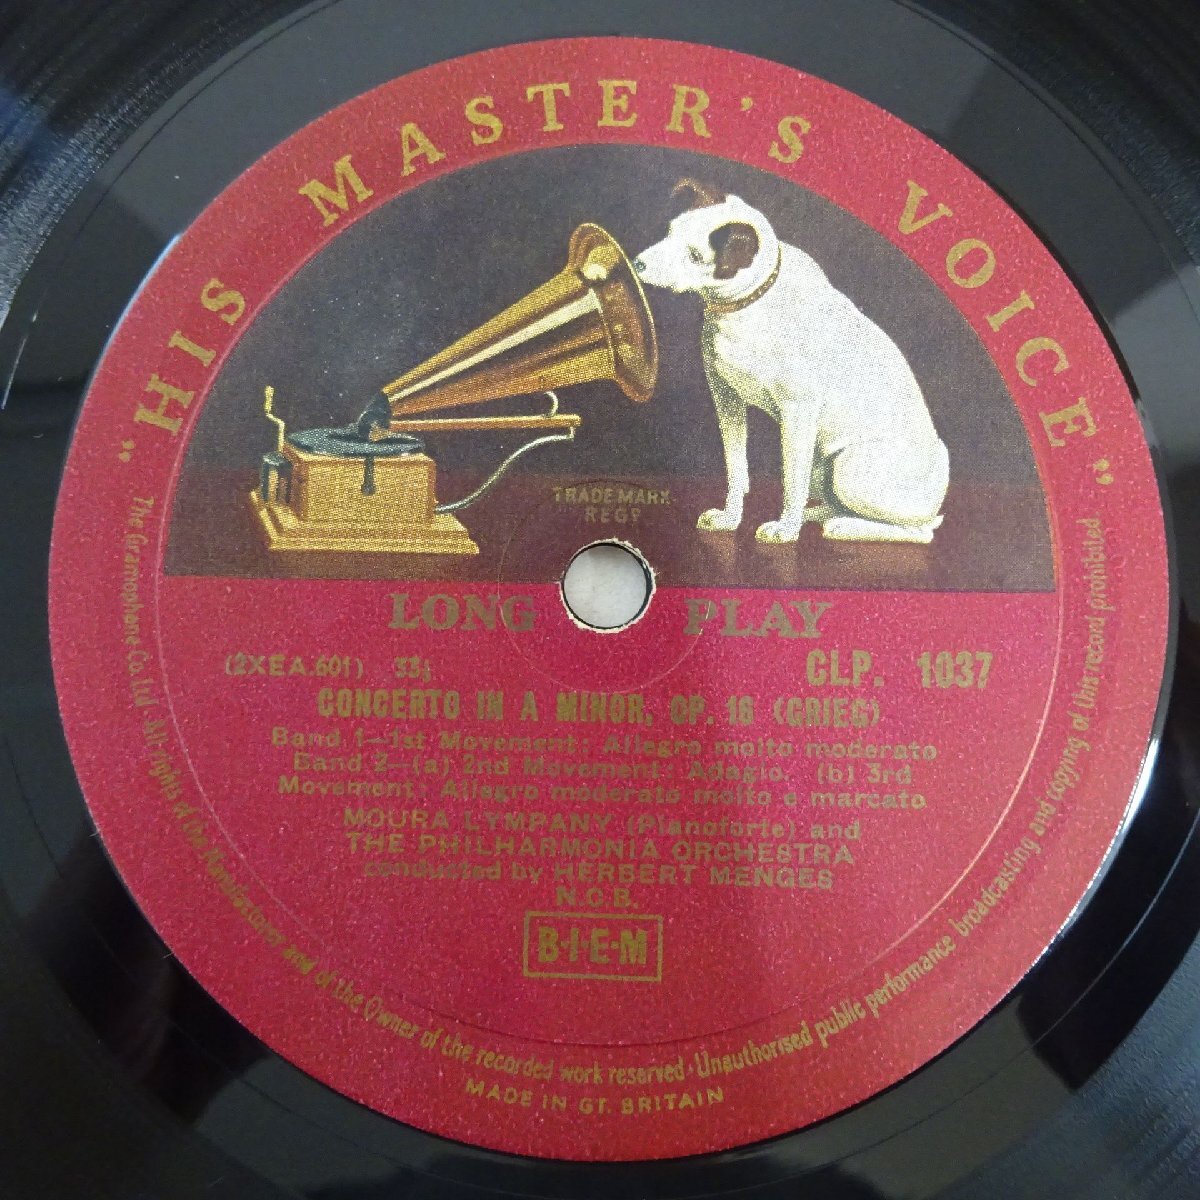 "HIS MASTER'S VOICE"
TRADE MARK
REGD
LONG PLAY
(2XEA.601) 33⅓ CLP. 1037
CONCERTO IN A MINOR, OP. 16 (GRIEG)
Band 1—1st Movement: Allegro molto moderato
Band 2—(a) 2nd Movement: Adagio. (b) 3rd
Movement: Allegro moderato molto e marcato
MOURA LYMPANY (Pianoforte) and
THE PHILHARMONIA ORCHESTRA
conducted by HERBERT MENGES
N.C.B.
B·I·E·M
The Gramophone Co. Ltd. All rights of the Manufacturer and of the Owner of the recorded work reserved · Unauthorised public performance broadcasting and copying of this record prohibited.
MADE IN GT. BRITAIN